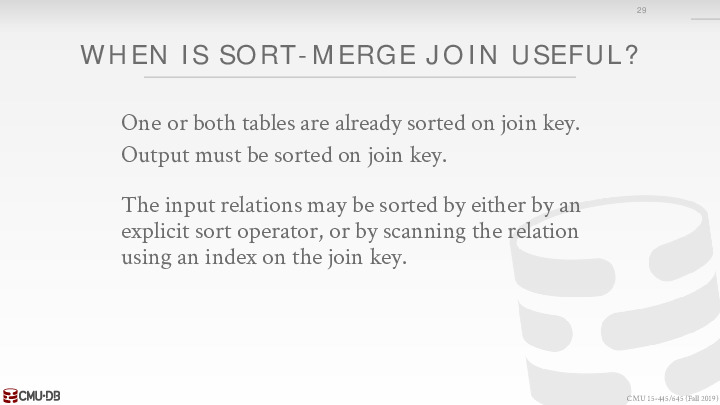 29
WHEN IS SORT-MERGE JOIN USEFUL?
One or both tables are already sorted on join key.
Output must be sorted on join key.
The input relations may be sorted by either by an
explicit sort operator, or by scanning the relation
using an index on the join key.
CMU·DB
CMU 15-445/645 (Fall 2019)